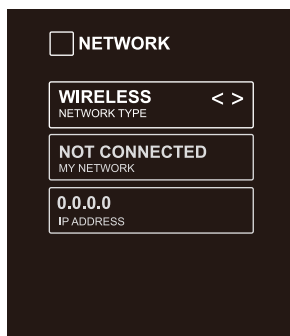 NETWORK
WIRELESS < >
NETWORK TYPE
NOT CONNECTED
MY NETWORK
0.0.0.0
IP ADDRESS